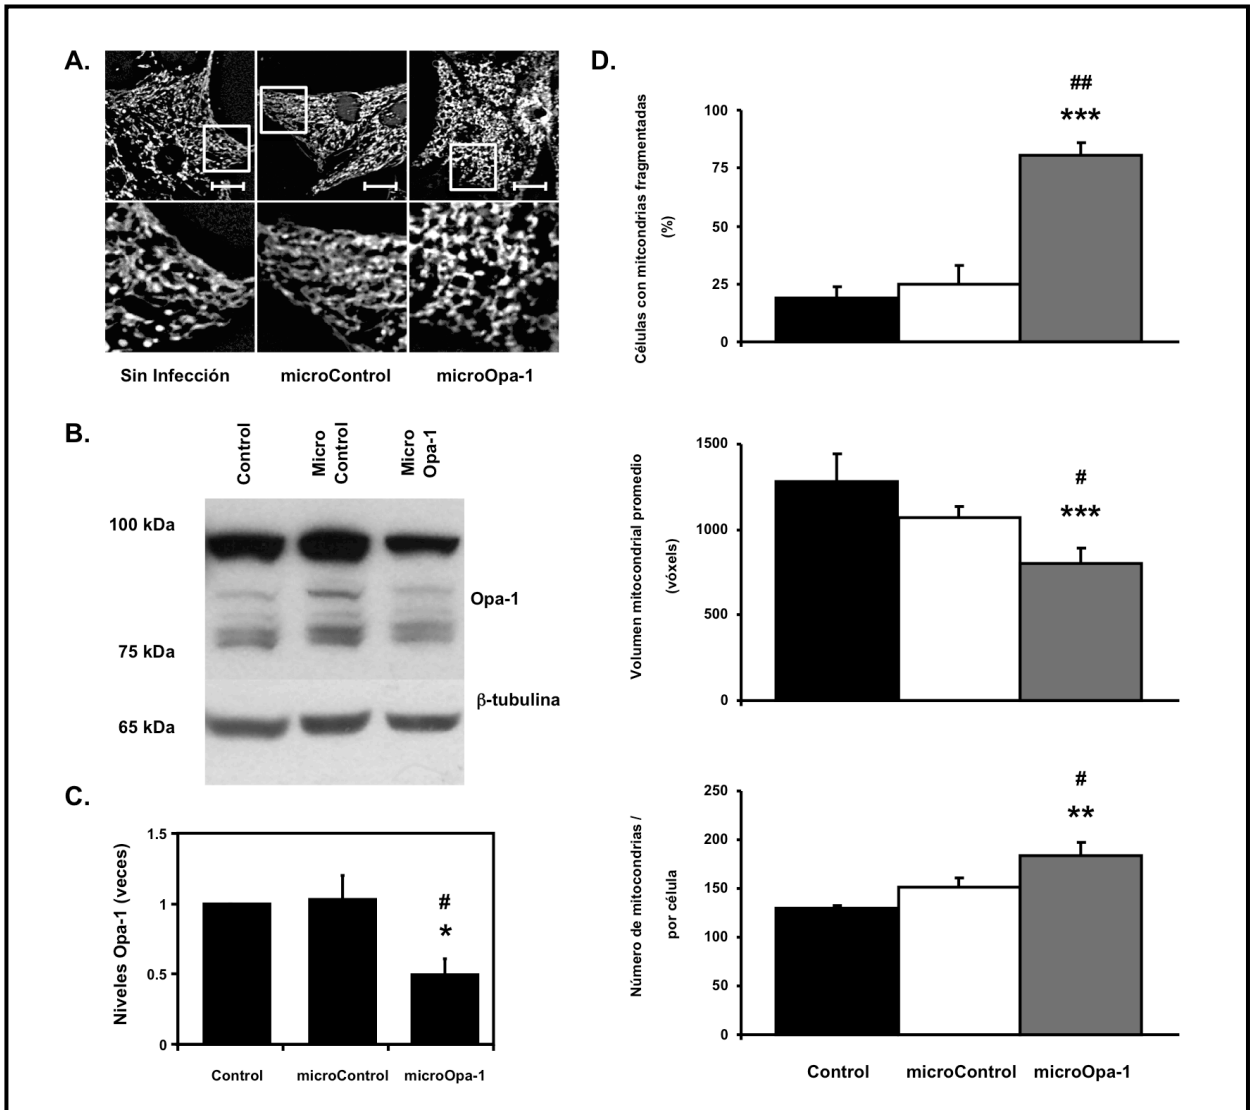 A.
Sin Infección
microControl
microOpa-1
B.
Control
Micro
Control
Micro
Opa-1
100 kDa
75 kDa
65 kDa
Opa-1
β-tubulina
C.
Niveles Opa-1 (veces)
1.5
1
0.5
0
#
*
Control
microControl
microOpa-1
D.
Células con mitcondrias fragmentadas
(%)
100
75
50
25
0
##
***
Volumen mitocondrial promedio
(vóxels)
1500
1000
500
0
#
***
Número de mitocondrias /
por célula
250
200
150
100
50
0
#
**
Control
microControl
microOpa-1